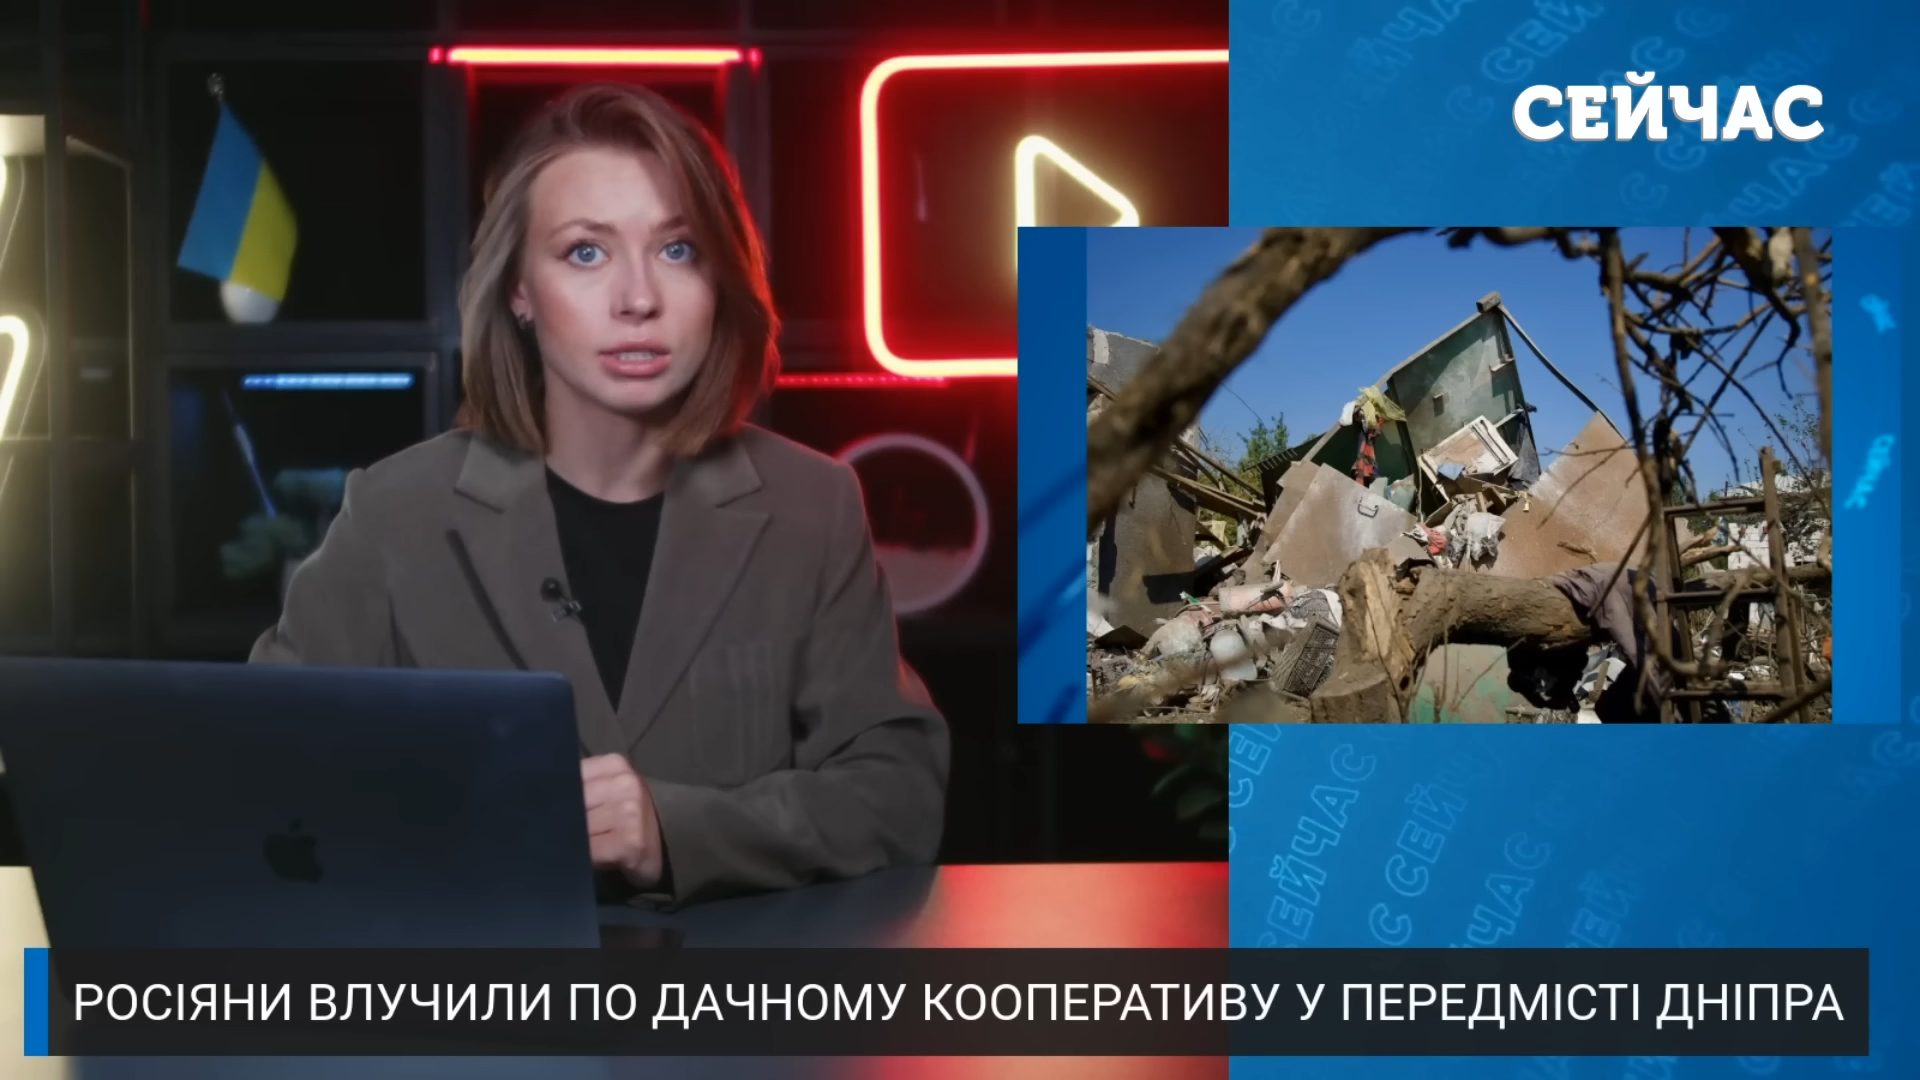 СЕЙЧАС
РОСІЯНИ ВЛУЧИЛИ ПО ДАЧНОМУ КООПЕРАТИВУ У ПЕРЕДМІСТІ ДНІПРА